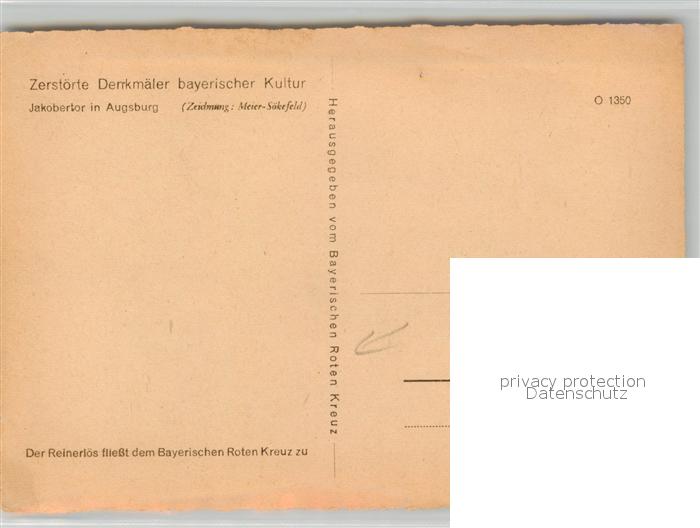 Zerstörte Denkmäler bayerischer Kultur
Jakobertor in Augsburg (Zeichnung: Meier-Sökefeld)
Herausgegeben vom Bayerischen Roten Kreuz
O 1350
privacy protection
Datenschutz
Der Reinerlös fließt dem Bayerischen Roten Kreuz zu